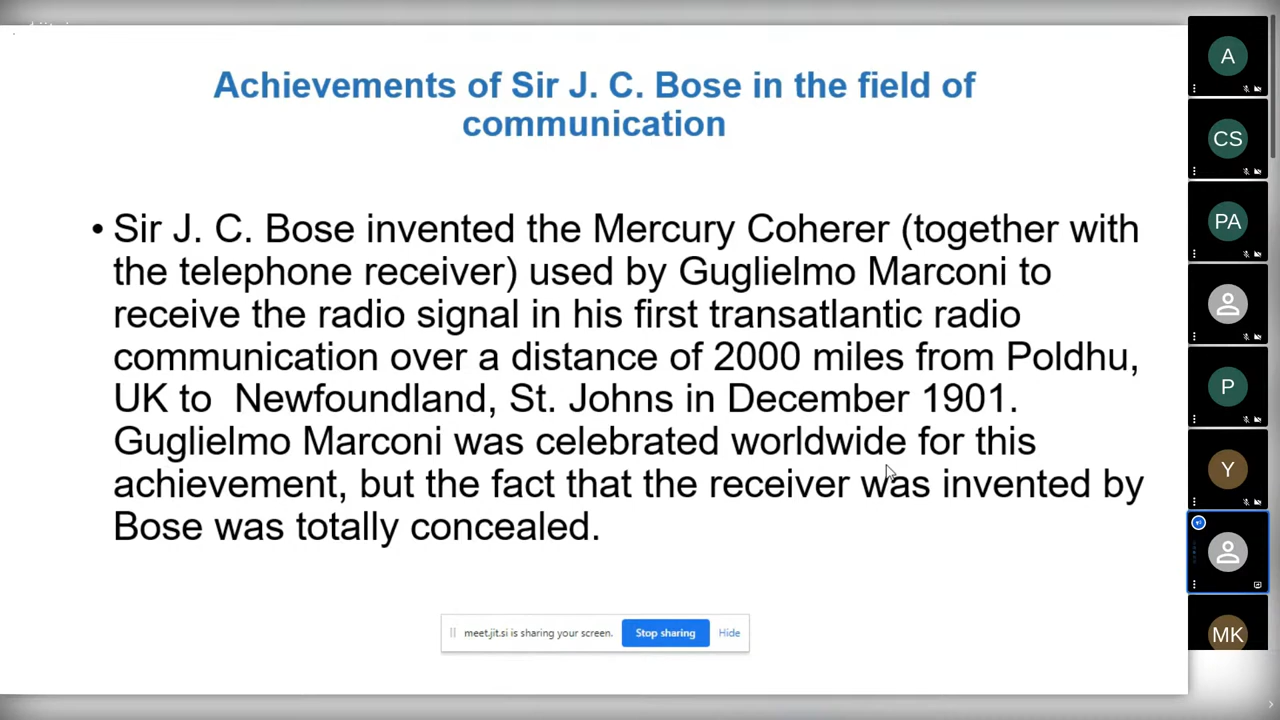 Achievements of Sir J. C. Bose in the field of
communication
• Sir J. C. Bose invented the Mercury Coherer (together with
the telephone receiver) used by Guglielmo Marconi to
receive the radio signal in his first transatlantic radio
communication over a distance of 2000 miles from Poldhu,
UK to  Newfoundland, St. Johns in December 1901.
Guglielmo Marconi was celebrated worldwide for this
achievement, but the fact that the receiver was invented by
Bose was totally concealed.
meet.jit.si is sharing your screen. Stop sharing Hide
A
CS
PA
P
Y
MK